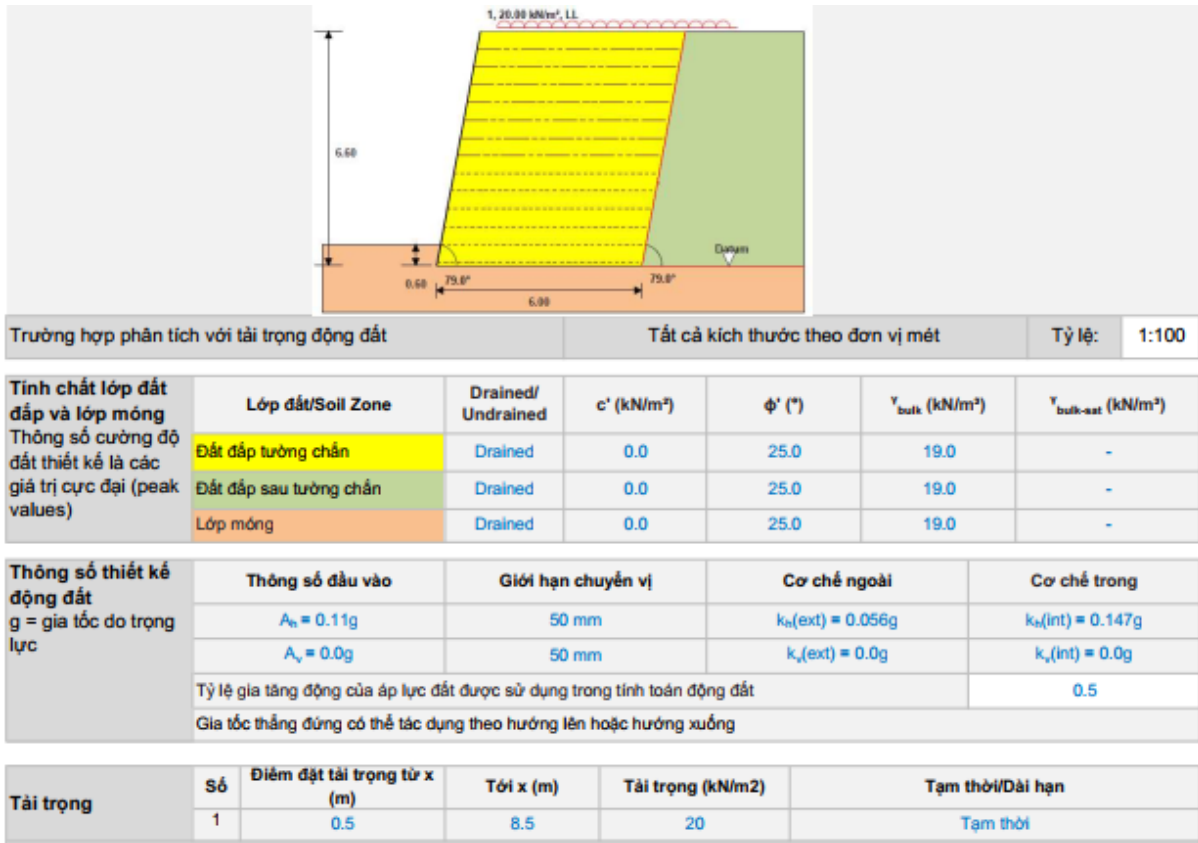 1, 20.00 kN/m², LL
6.60
0.60
79.0°
6.00
79.0°
Datum
Trường hợp phân tích với tải trọng động đất
Tất cả kích thước theo đơn vị mét
Tỷ lệ:
1:100
Tính chất lớp đất đắp và lớp móng
Thông số cường độ đất thiết kế là các giá trị cực đại (peak values)
Lớp đất/Soil Zone
Drained/Undrained
c' (kN/m²)
ϕ' (°)
γbulk (kN/m³)
γbulk-sat (kN/m³)
Đất đắp tường chắn
Drained
0.0
25.0
19.0
-
Đất đắp sau tường chắn
Drained
0.0
25.0
19.0
-
Lớp móng
Drained
0.0
25.0
19.0
-
Thông số thiết kế động đất
g = gia tốc do trọng lực
Thông số đầu vào
Giới hạn chuyển vị
Cơ chế ngoài
Cơ chế trong
Aₕ = 0.11g
50 mm
kₕ(ext) = 0.056g
kₕ(int) = 0.147g
Aᵥ = 0.0g
50 mm
kᵥ(ext) = 0.0g
kᵥ(int) = 0.0g
Tỷ lệ gia tăng động của áp lực đất được sử dụng trong tính toán động đất
0.5
Gia tốc thẳng đứng có thể tác dụng theo hướng lên hoặc hướng xuống
Tải trọng
Số
Điểm đặt tải trọng từ x (m)
Tới x (m)
Tải trọng (kN/m2)
Tạm thời/Dài hạn
1
0.5
8.5
20
Tạm thời